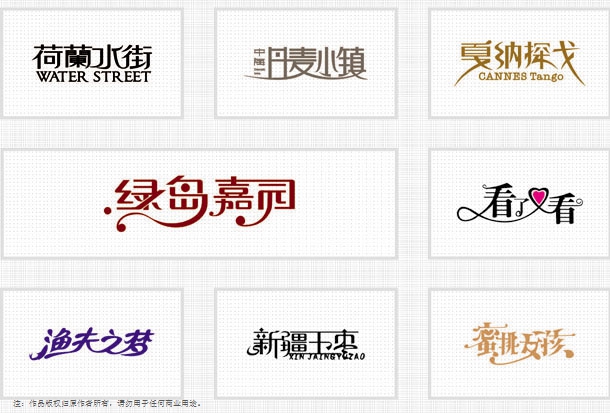 荷蘭水街
WATER STREET
中屬三
丹麦小镇
戛纳探戈
CANNES Tango
绿岛嘉园
看了又看
渔夫之梦
新疆玉枣
XIN JAINGYUZAO
蜜桃女孩
注：作品版权归原作者所有，请勿用于任何商业用途。